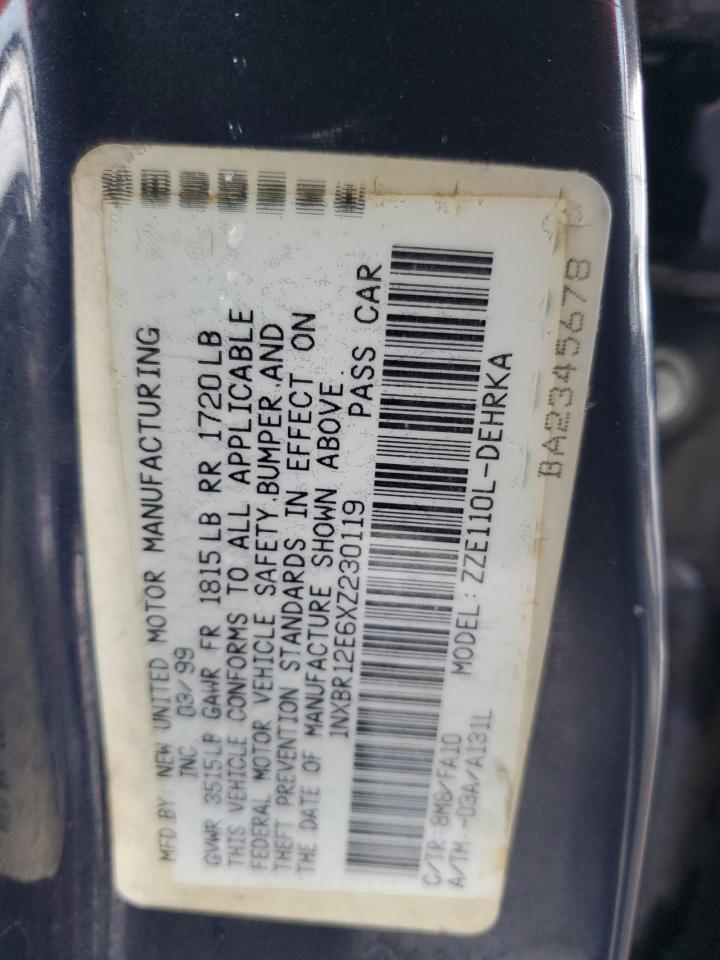 MFD BY: NEW UNITED MOTOR MANUFACTURING
INC 03/99
GVWR 3515LB GAWR FR 1815LB RR 1720LB
THIS VEHICLE CONFORMS TO ALL APPLICABLE
FEDERAL MOTOR VEHICLE SAFETY,BUMPER,AND
THEFT PREVENTION STANDARDS IN EFFECT ON
THE DATE OF MANUFACTURE SHOWN ABOVE.
1NXBR12E6XZ230119 PASS CAR
C/TR:8M8/FA10 MODEL:ZZE110L-DEHRKA
A/TM:-03A/A131L
BA2345678